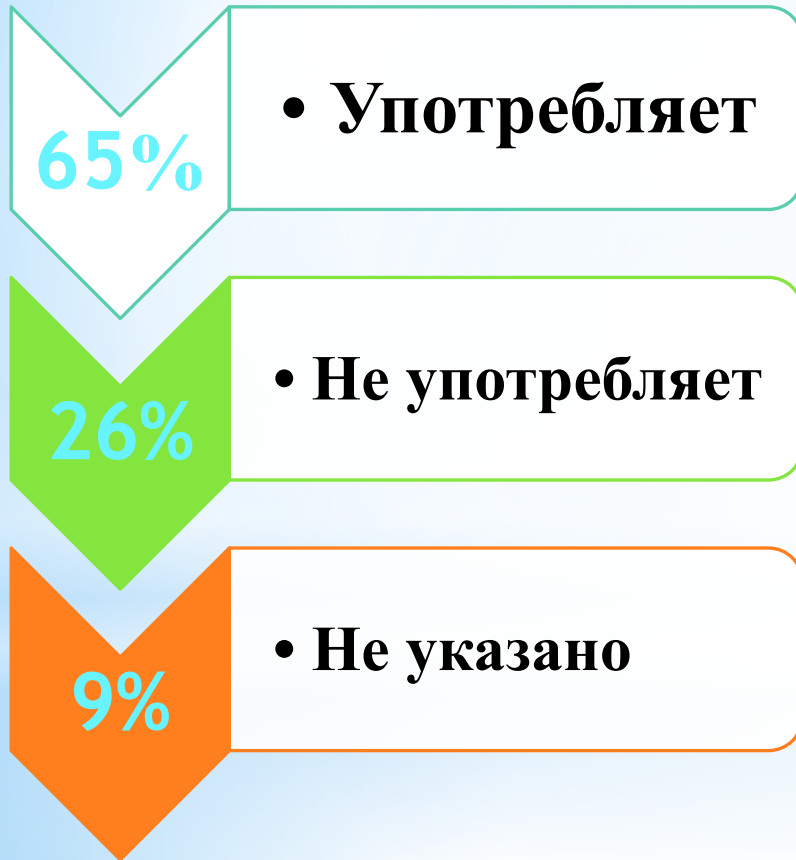 65%
• Употребляет
26%
• Не употребляет
9%
• Не указано